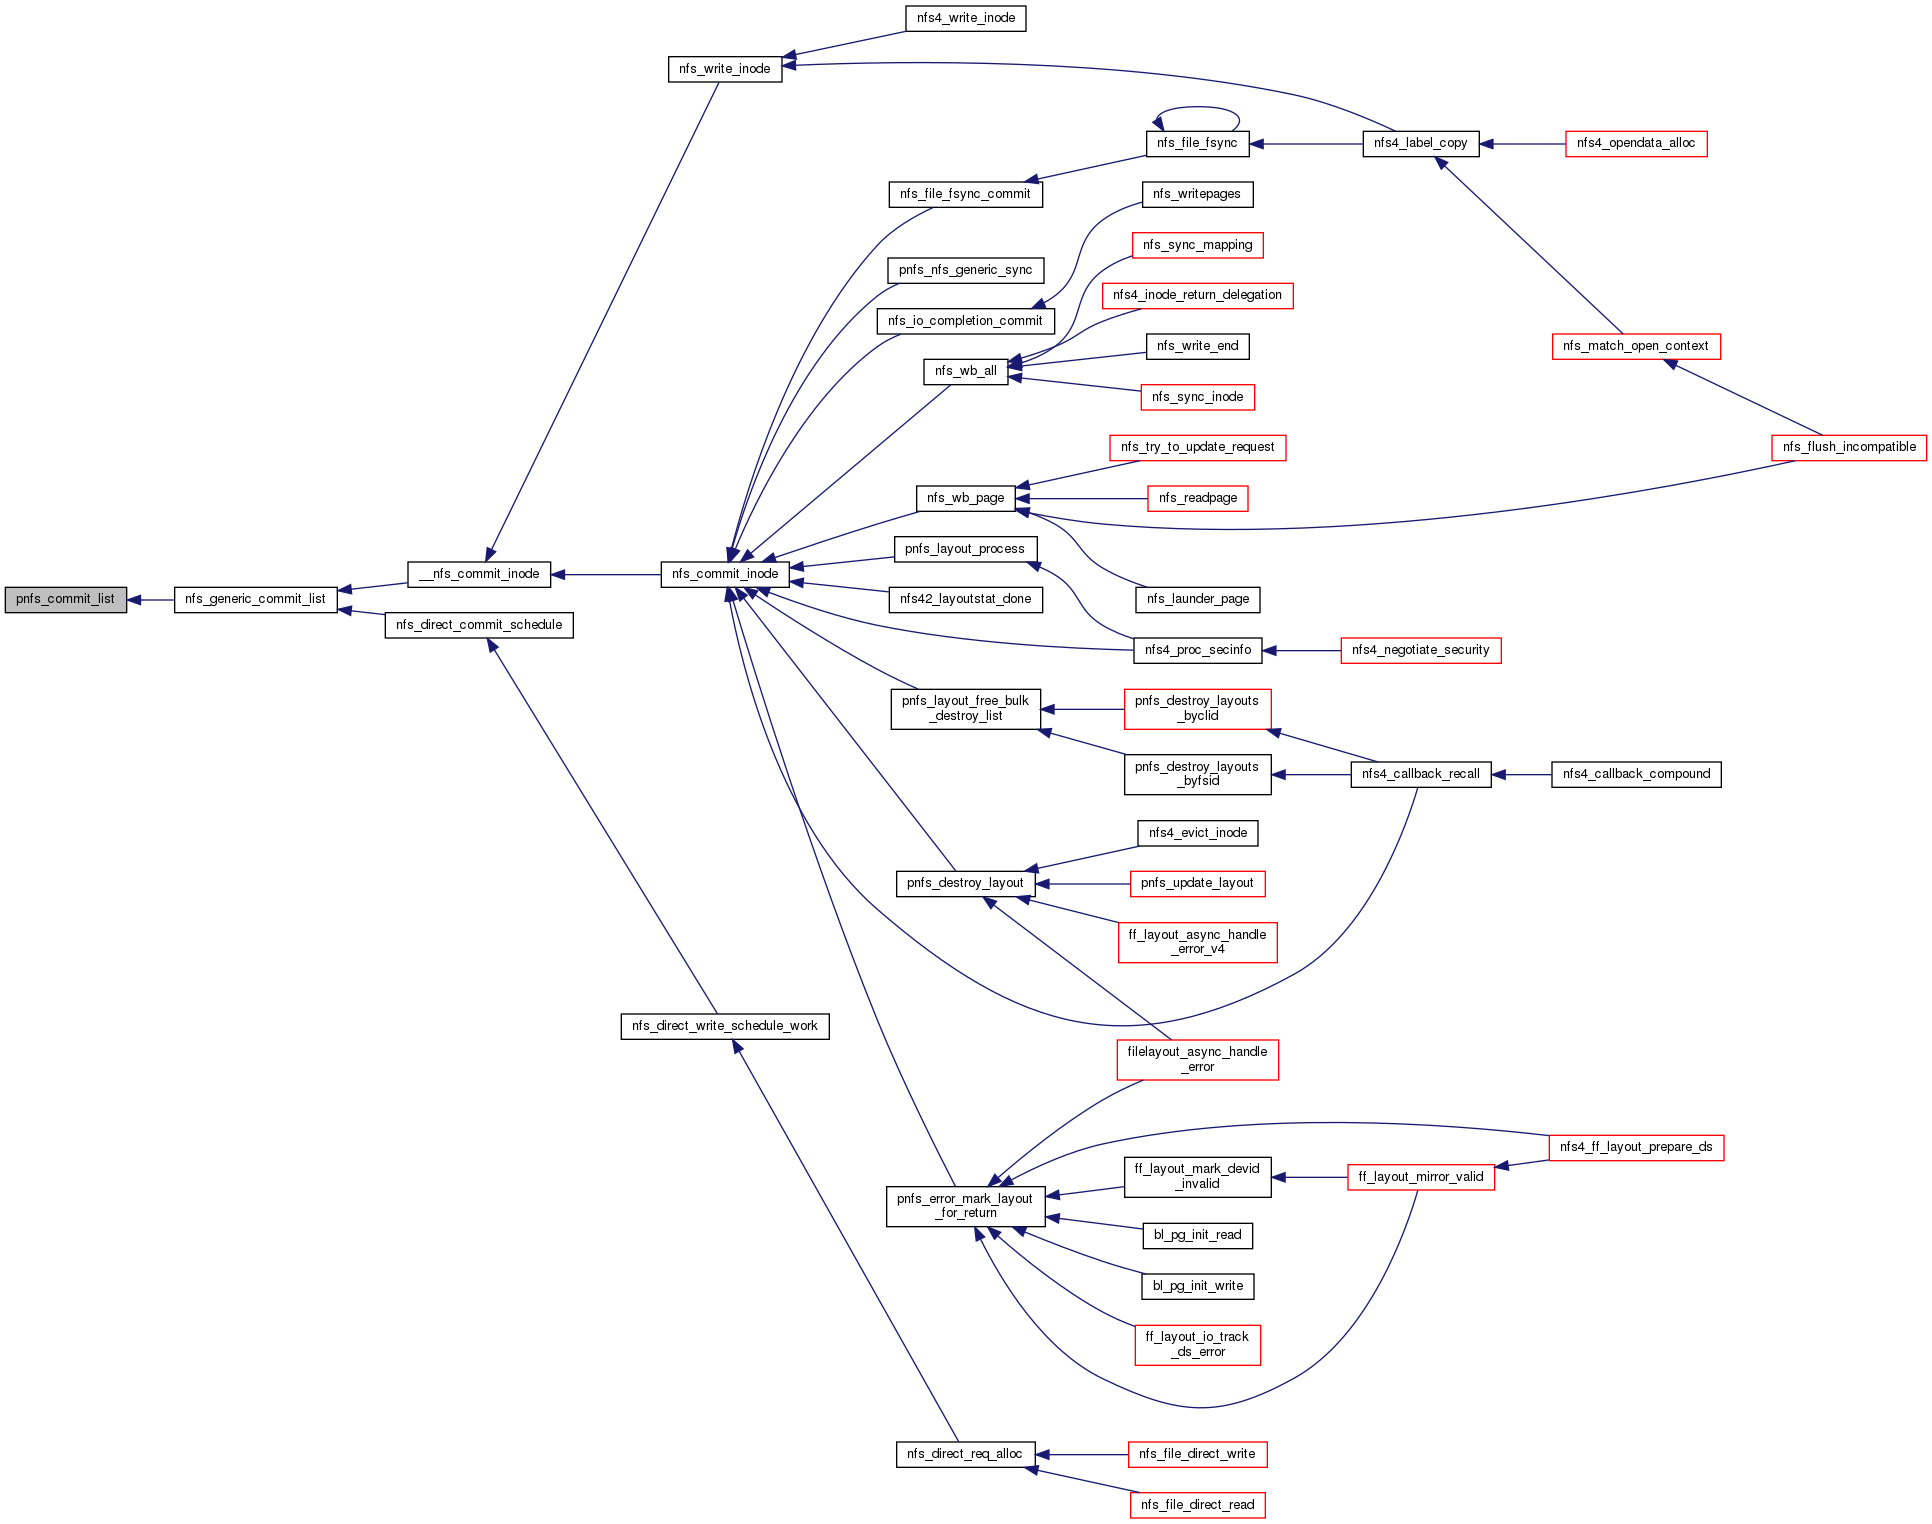 nfs4_write_inode
nfs_write_inode
nfs_file_fsync
nfs4_label_copy
nfs4_opendata_alloc
nfs_file_fsync_commit
nfs_writepages
nfs_sync_mapping
pnfs_nfs_generic_sync
nfs4_inode_return_delegation
nfs_io_completion_commit
nfs_write_end
nfs_match_open_context
nfs_wb_all
nfs_sync_inode
nfs_try_to_update_request
nfs_flush_incompatible
nfs_wb_page
nfs_readpage
pnfs_layout_process
__nfs_commit_inode
nfs_commit_inode
pnfs_commit_list
nfs_generic_commit_list
nfs42_layoutstat_done
nfs_launder_page
nfs_direct_commit_schedule
nfs4_proc_secinfo
nfs4_negotiate_security
pnfs_layout_free_bulk
_destroy_list
pnfs_destroy_layouts
_byclid
pnfs_destroy_layouts
_byfsid
nfs4_callback_recall
nfs4_callback_compound
nfs4_evict_inode
pnfs_destroy_layout
pnfs_update_layout
ff_layout_async_handle
_error_v4
nfs_direct_write_schedule_work
filelayout_async_handle
_error
nfs4_ff_layout_prepare_ds
ff_layout_mark_devid
_invalid
ff_layout_mirror_valid
pnfs_error_mark_layout
_for_return
bl_pg_init_read
bl_pg_init_write
ff_layout_io_track
_ds_error
nfs_direct_req_alloc
nfs_file_direct_write
nfs_file_direct_read